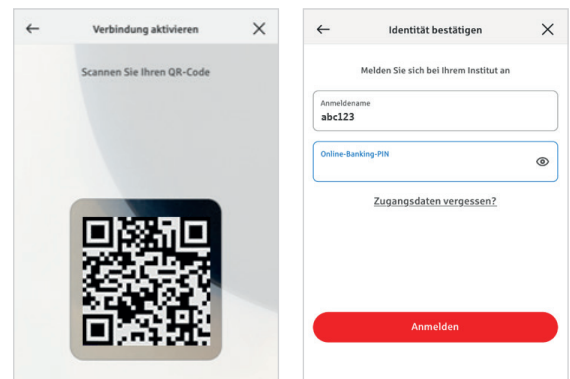 Verbindung aktivieren
Scannen Sie Ihren QR-Code
Identität bestätigen
Melden Sie sich bei Ihrem Institut an
Anmeldename
abc123
Online-Banking-PIN
Zugangsdaten vergessen?
Anmelden